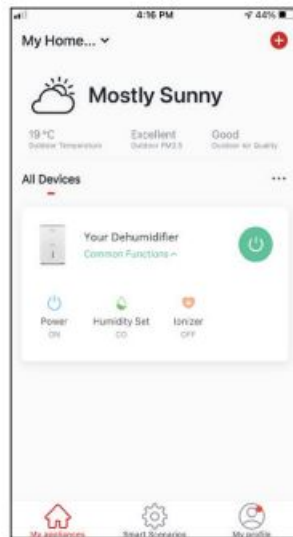 4:16 PM
44%
My Home...
Mostly Sunny
19 °C
Excellent
Good
Outdoor Temperature
Outdoor PM2.5
Outdoor Air Quality
All Devices
...
Your Dehumidifier
Common Functions
Power
Humidity Set
Ionizer
ON
CO
OFF
My appliances
Smart Scenarios
My profile